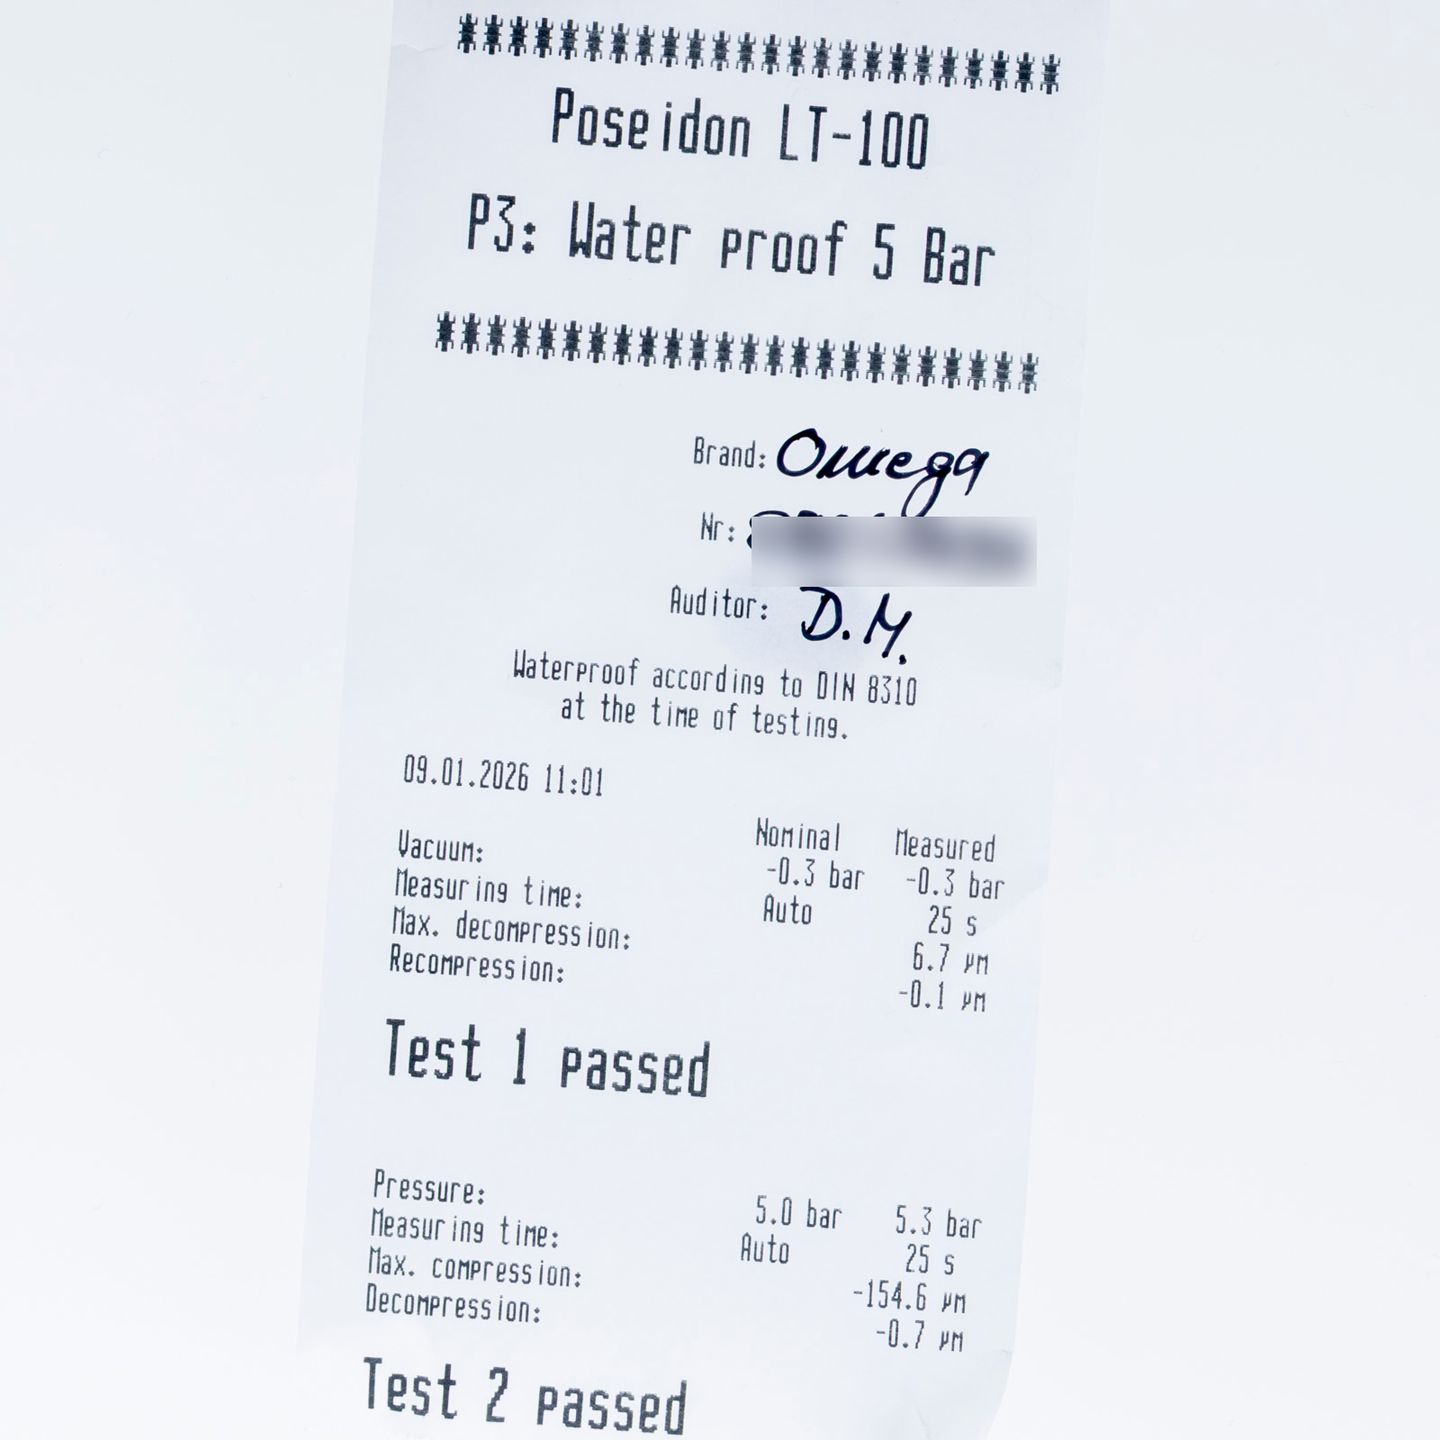 Poseidon LT-100
P3: Water proof 5 Bar
Brand: Omega
Nr:
Auditor: D.M.
Waterproof according to DIN 8310
at the time of testing.
09.01.2026 11:01
Nominal Measured
Vacuum: -0.3 bar -0.3 bar
Measuring time: Auto 25 s
Max. decompression: 6.7 µm
Recompression: -0.1 µm
Test 1 passed
Pressure: 5.0 bar 5.3 bar
Measuring time: Auto 25 s
Max. compression: -154.6 µm
Decompression: -0.7 µm
Test 2 passed